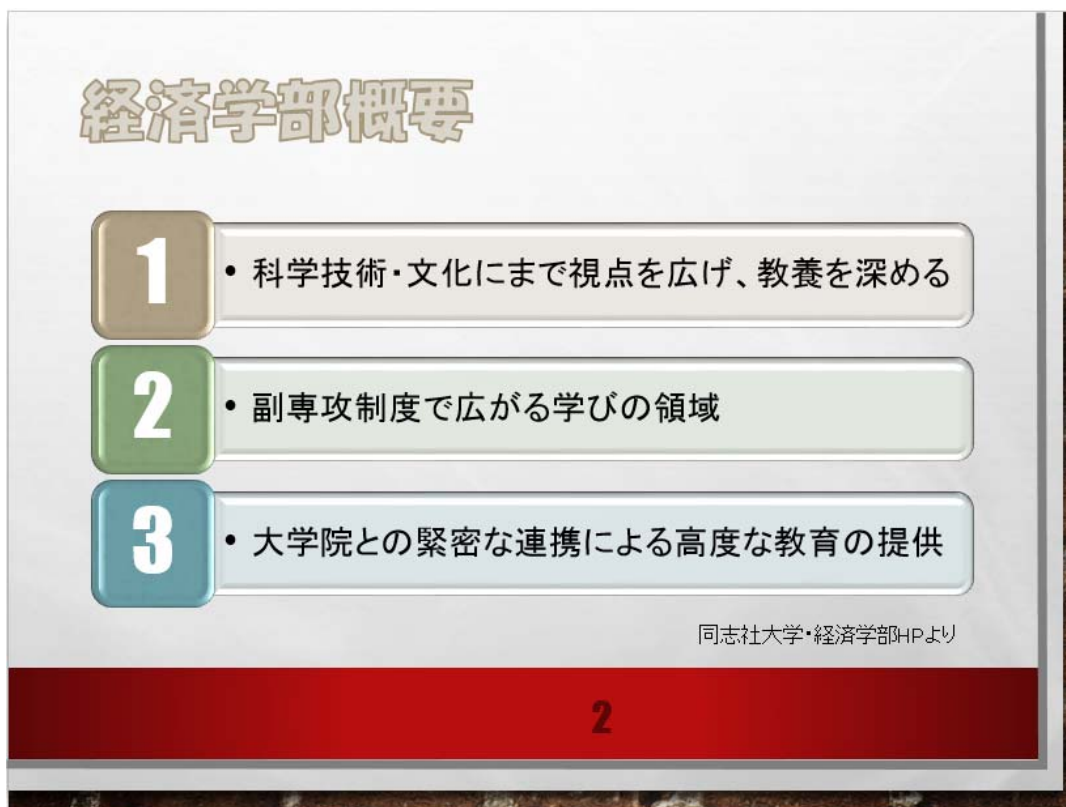 経済学部概要
1
• 科学技術・文化にまで視点を広げ、教養を深める
2
• 副専攻制度で広がる学びの領域
3
• 大学院との緊密な連携による高度な教育の提供
同志社大学・経済学部HPより
2